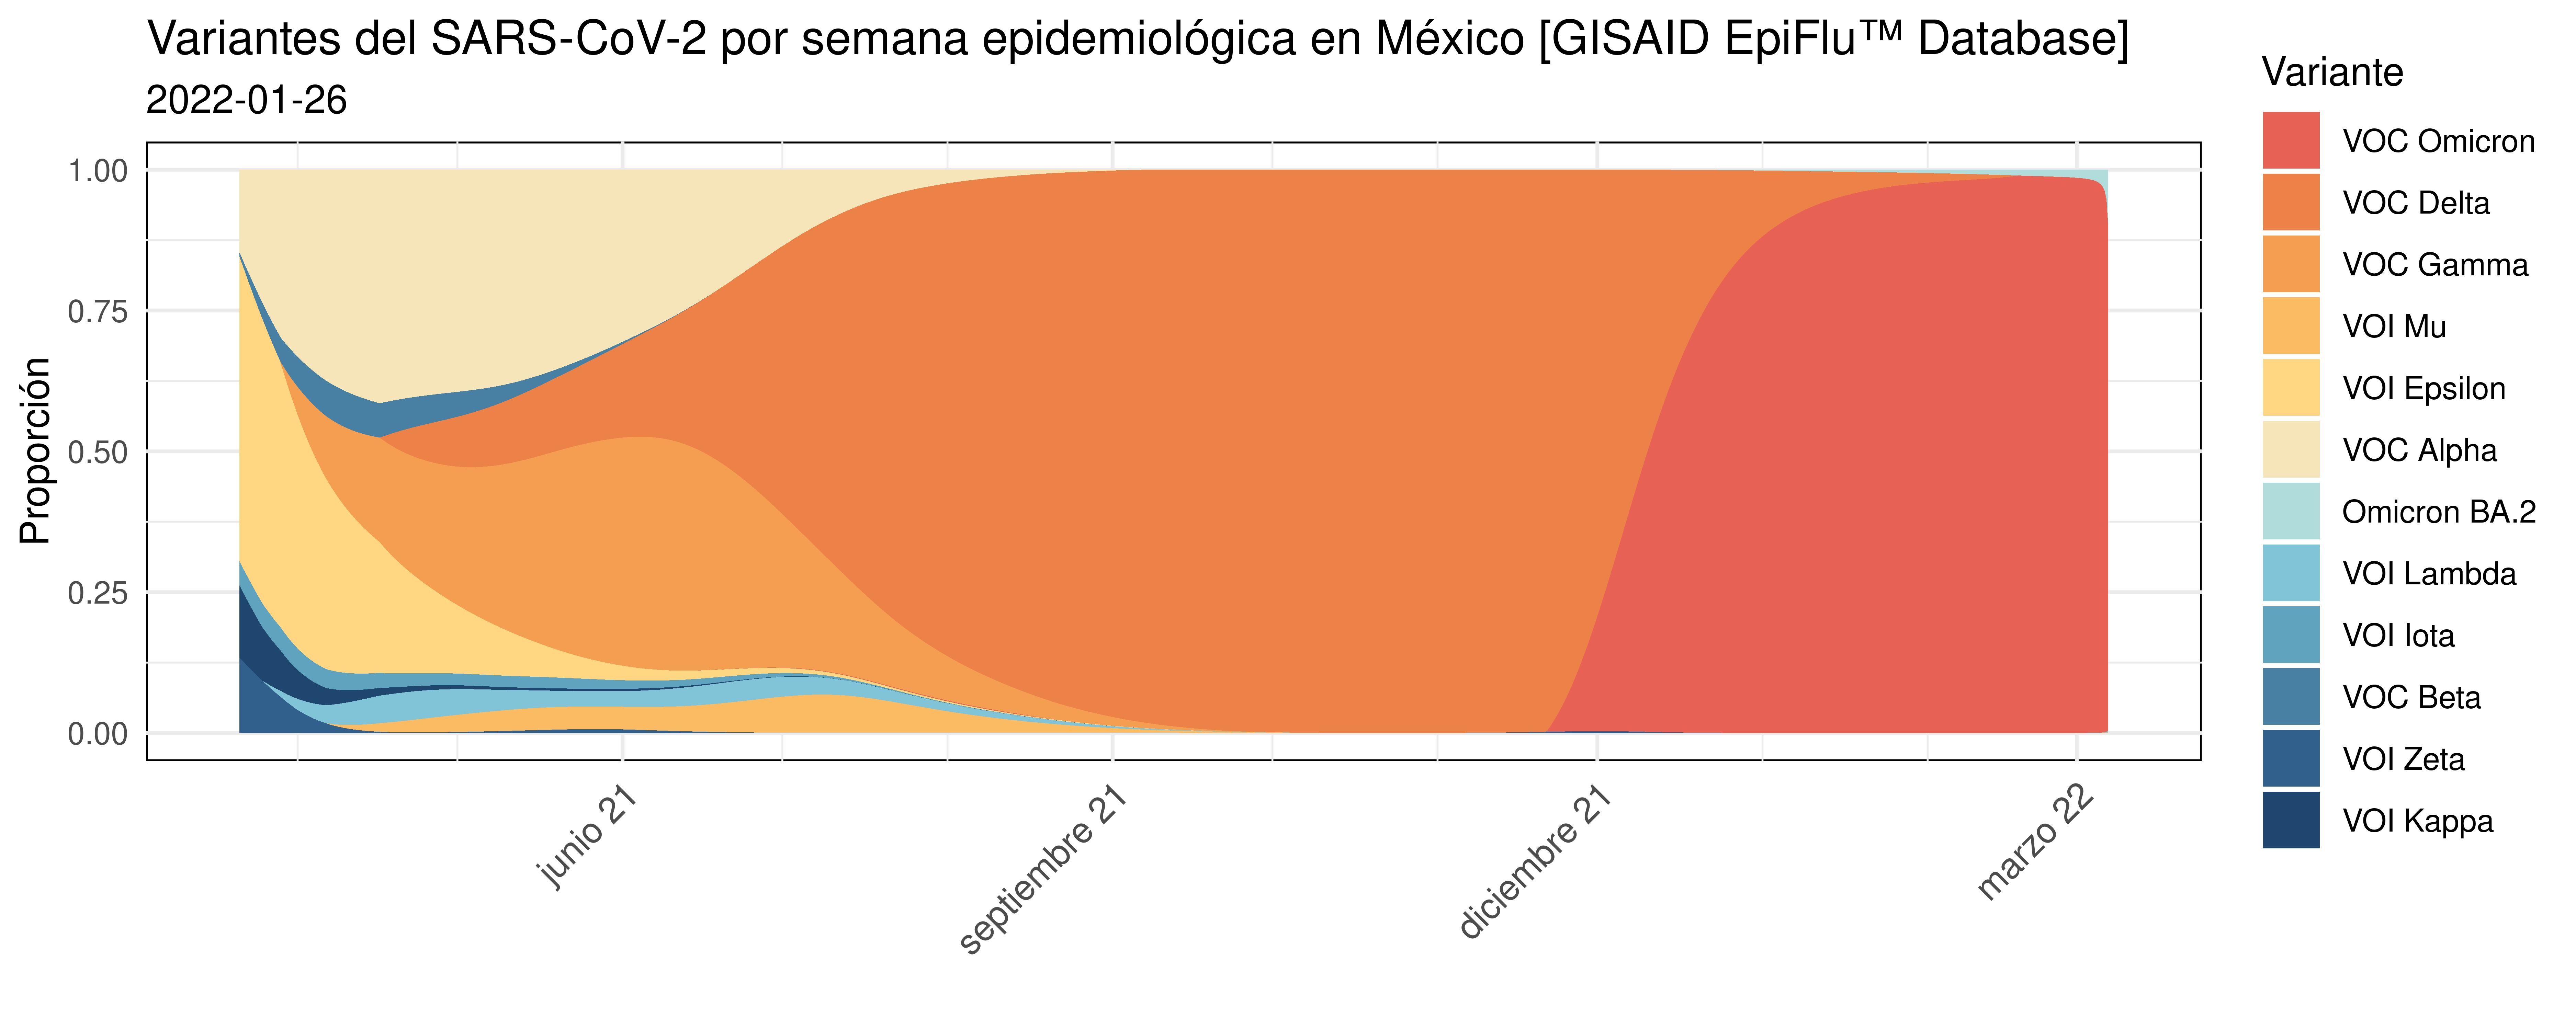 Variantes del SARS-CoV-2 por semana epidemiológica en México [GISAID EpiFlu™ Database]
2022-01-26
Proporción
1.00
0.75
0.50
0.25
0.00
junio 21
septiembre 21
diciembre 21
marzo 22
Variante
VOC Omicron
VOC Delta
VOC Gamma
VOI Mu
VOI Epsilon
VOC Alpha
Omicron BA.2
VOI Lambda
VOI Iota
VOC Beta
VOI Zeta
VOI Kappa